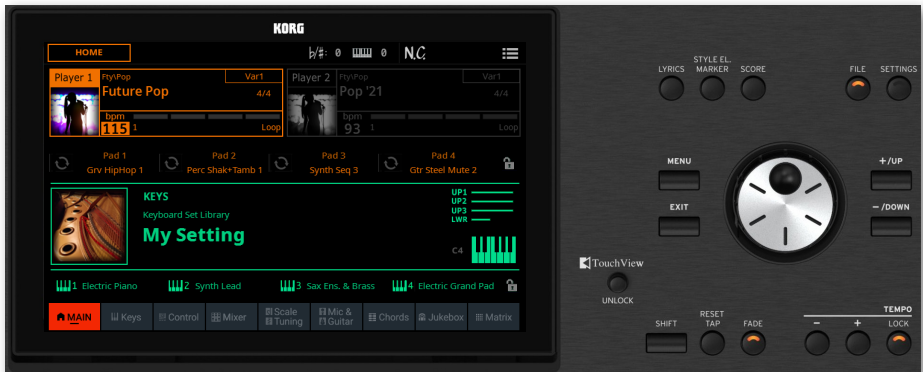 KORG
HOME
b/#: 0 0 N.C.
Player 1 Fty\Pop Var1
Future Pop 4/4
bpm
115 1 Loop
Player 2 Fty\Pop Var1
Pop '21 4/4
bpm
93 1 Loop
Pad 1 Pad 2 Pad 3 Pad 4
Grv HipHop 1 Perc Shak+Tamb 1 Synth Seq 3 Gtr Steel Mute 2
KEYS
Keyboard Set Library
My Setting
UP1
UP2
UP3
LWR
C4
1 Electric Piano 2 Synth Lead 3 Sax Ens. & Brass 4 Electric Grand Pad
MAIN Keys Control Mixer Scale Tuning Mic & Guitar Chords Jukebox Matrix
LYRICS STYLE EL. MARKER SCORE FILE SETTINGS
MENU +/UP
EXIT -/DOWN
TouchView
UNLOCK
TEMPO
SHIFT RESET TAP FADE - + LOCK